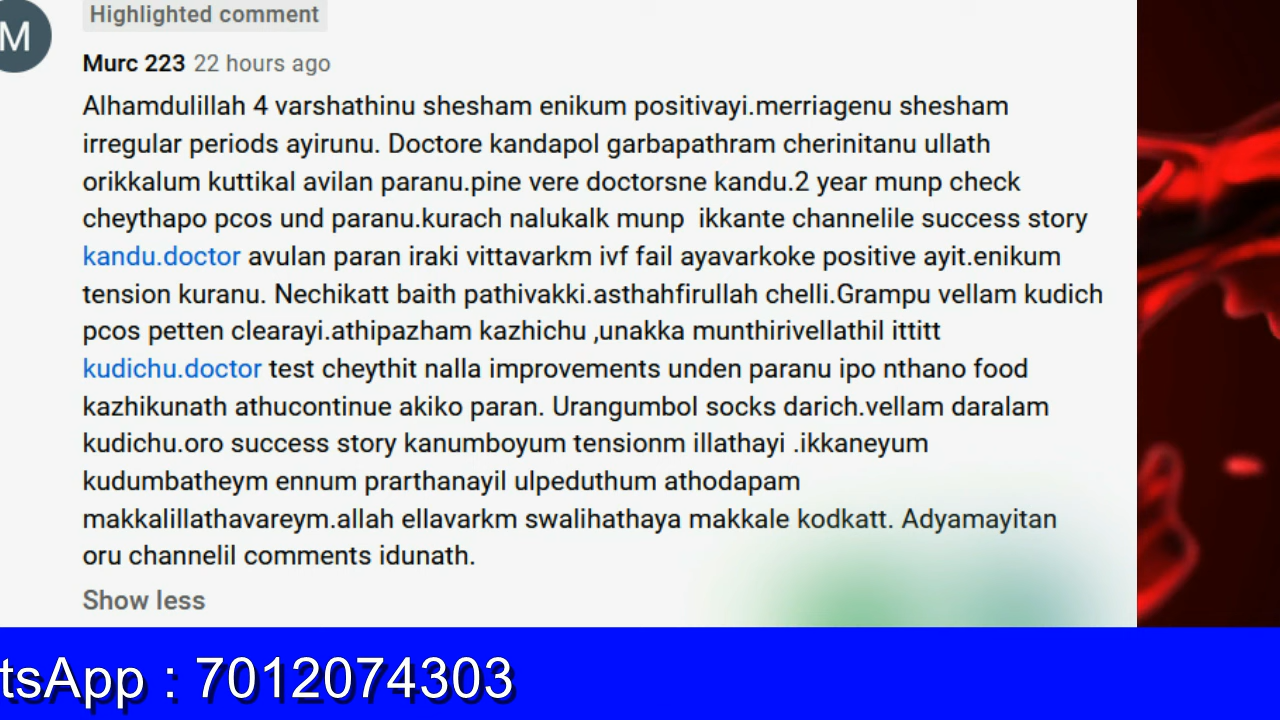 M
Highlighted comment
Murc 223 22 hours ago
Alhamdulillah 4 varshathinu shesham enikum positivayi.merriagenu shesham
irregular periods ayirunu. Doctore kandapol garbapathram cherinitanu ullath
orikkalum kuttikal avilan paranu.pine vere doctorsne kandu.2 year munp check
cheythapo pcos und paranu.kurach nalukalk munp  ikkante channelile success story
kandu.doctor avulan paran iraki vittavarkm ivf fail ayavarkoke positive ayit.enikum
tension kuranu. Nechikatt baith pathivakki.asthahfirullah chelli.Grampu vellam kudich
pcos petten clearayi.athipazham kazhichu ,unakka munthirivellathil ittitt
kudichu.doctor test cheythit nalla improvements unden paranu ipo nthano food
kazhikunath athucontinue akiko paran. Urangumbol socks darich.vellam daralam
kudichu.oro success story kanumboyum tensionm illathayi .ikkaneyum
kudumbatheym ennum prarthanayil ulpeduthum athodapam
makkalillathavareym.allah ellavarkm swalihathaya makkale kodkatt. Adyamayitan
oru channelil comments idunath.
Show less
tsApp : 7012074303